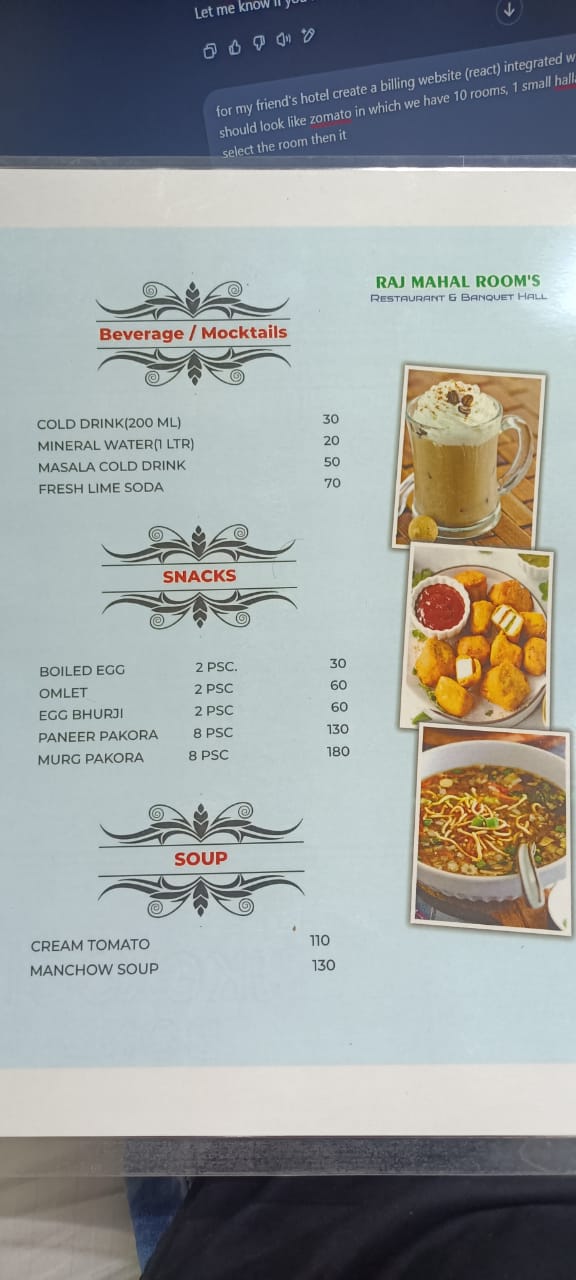 Let me know if you
for my friend's hotel create a billing website (react) integrated w
should look like zomato in which we have 10 rooms, 1 small hall
select the room then it
RAJ MAHAL ROOM'S
RESTAURANT & BANQUET HALL
Beverage / Mocktails
COLD DRINK(200 ML) 30
MINERAL WATER(1 LTR) 20
MASALA COLD DRINK 50
FRESH LIME SODA 70
SNACKS
BOILED EGG 2 PSC. 30
OMLET 2 PSC 60
EGG BHURJI 2 PSC 60
PANEER PAKORA 8 PSC 130
MURG PAKORA 8 PSC 180
SOUP
CREAM TOMATO 110
MANCHOW SOUP 130